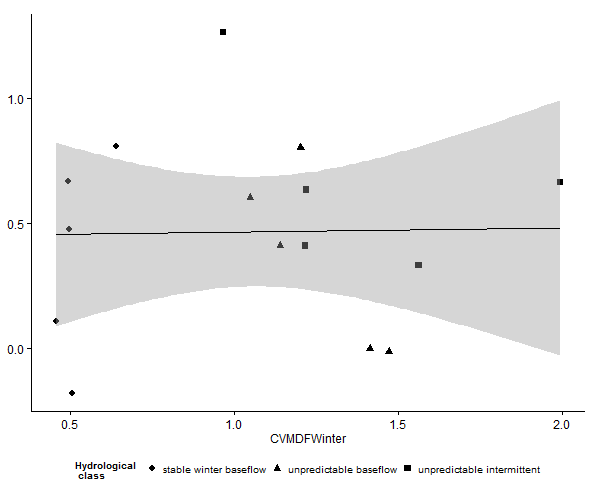 1.0
0.5
0.0
0.5 1.0 1.5 2.0
CVMDFWinter
Hydrological
class
stable winter baseflow unpredictable baseflow unpredictable intermittent